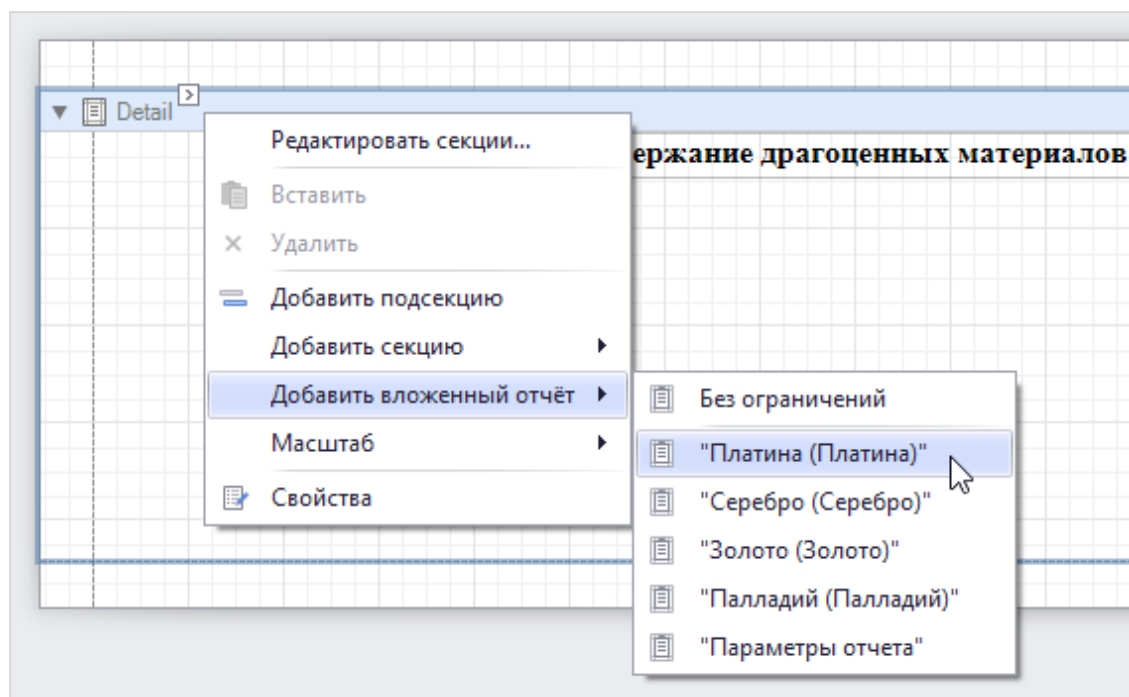 Detail
Редактировать секции...
ержание драгоценных материалов
Вставить
Удалить
Добавить подсекцию
Добавить секцию
Добавить вложенный отчёт
Без ограничений
Масштаб
"Платина (Платина)"
Свойства
"Серебро (Серебро)"
"Золото (Золото)"
"Палладий (Палладий)"
"Параметры отчета"